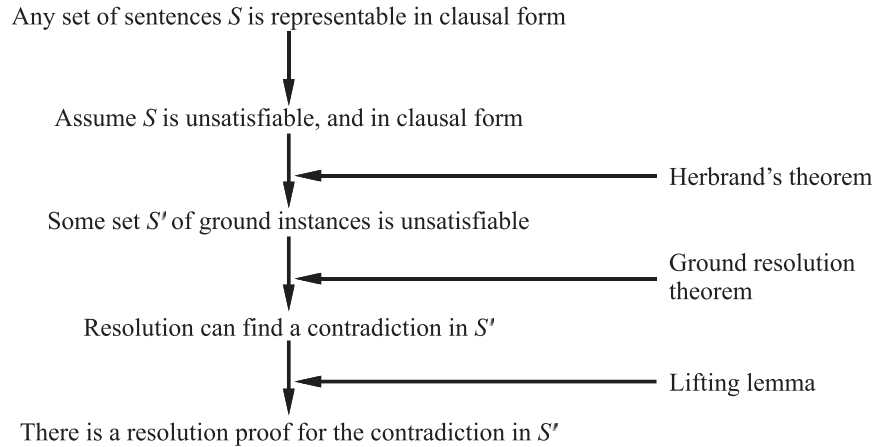 Any set of sentences S is representable in clausal form
Assume S is unsatisfiable, and in clausal form
Herbrand’s theorem
Some set S' of ground instances is unsatisfiable
Ground resolution
theorem
Resolution can find a contradiction in S'
Lifting lemma
There is a resolution proof for the contradiction in S'